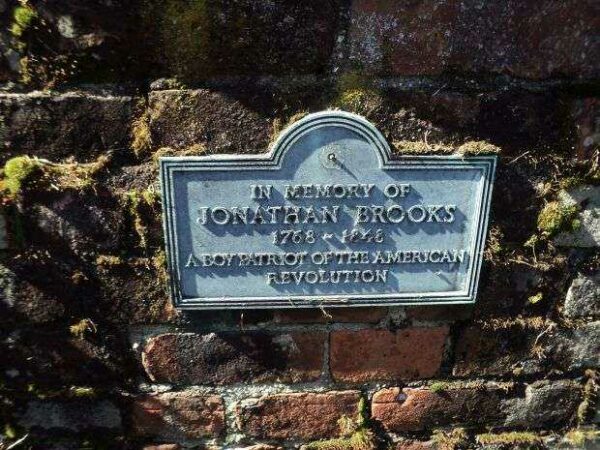 IN MEMORY OF
JONATHAN BROOKS
1768 ~ 1848
A BOY PATRIOT OF THE AMERICAN
REVOLUTION